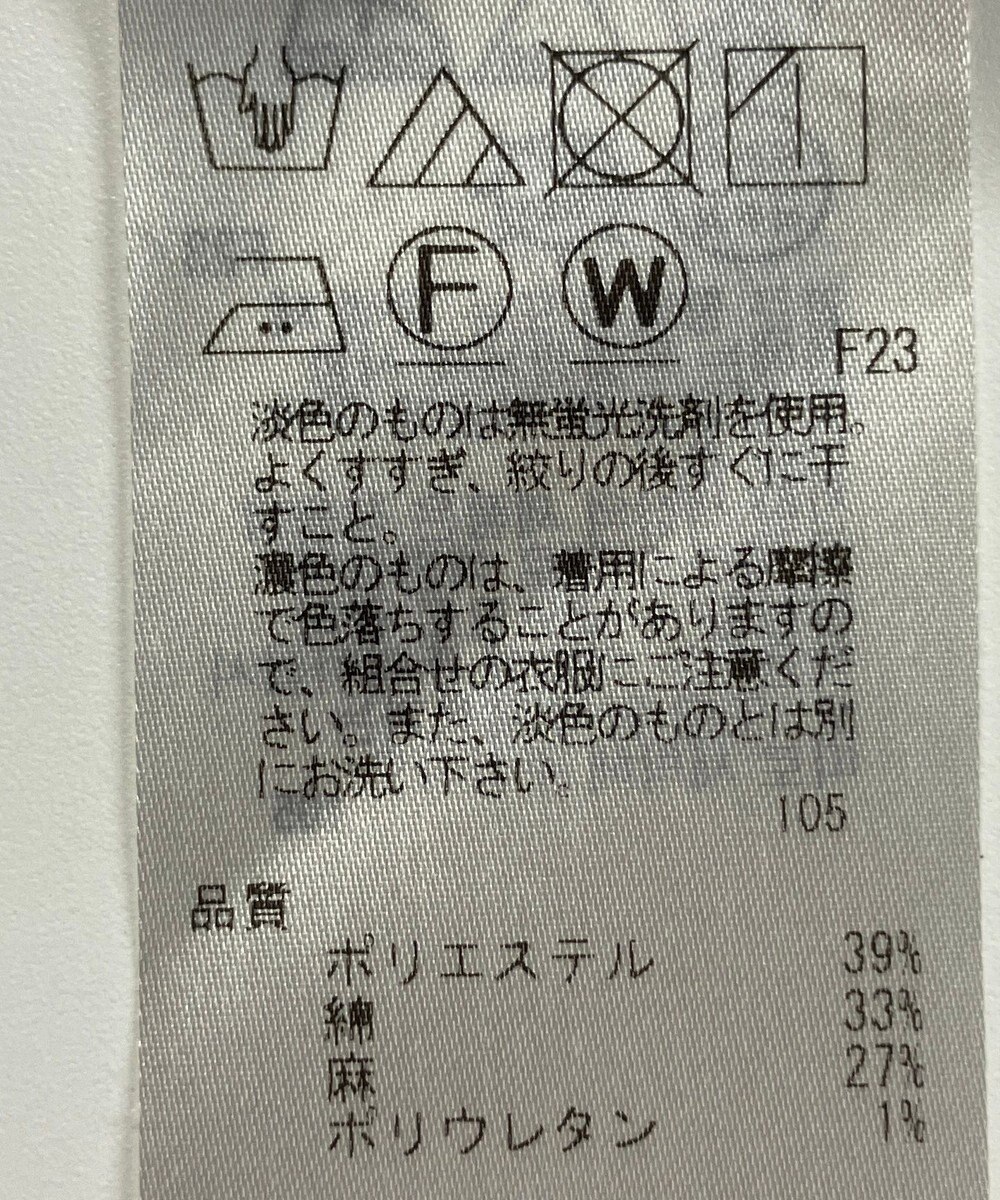 F W
F23
淡色のものは無蛍光洗剤を使用。
よくすすぎ、絞りの後すぐに干
すこと。
濃色のものは、着用による摩擦
で色落ちすることがありますの
で、組合せの衣服にご注意くだ
さい。また、淡色のものとは別
にお洗い下さい。
105
品質
ポリエステル 39%
綿 33%
麻 27%
ポリウレタン 1%